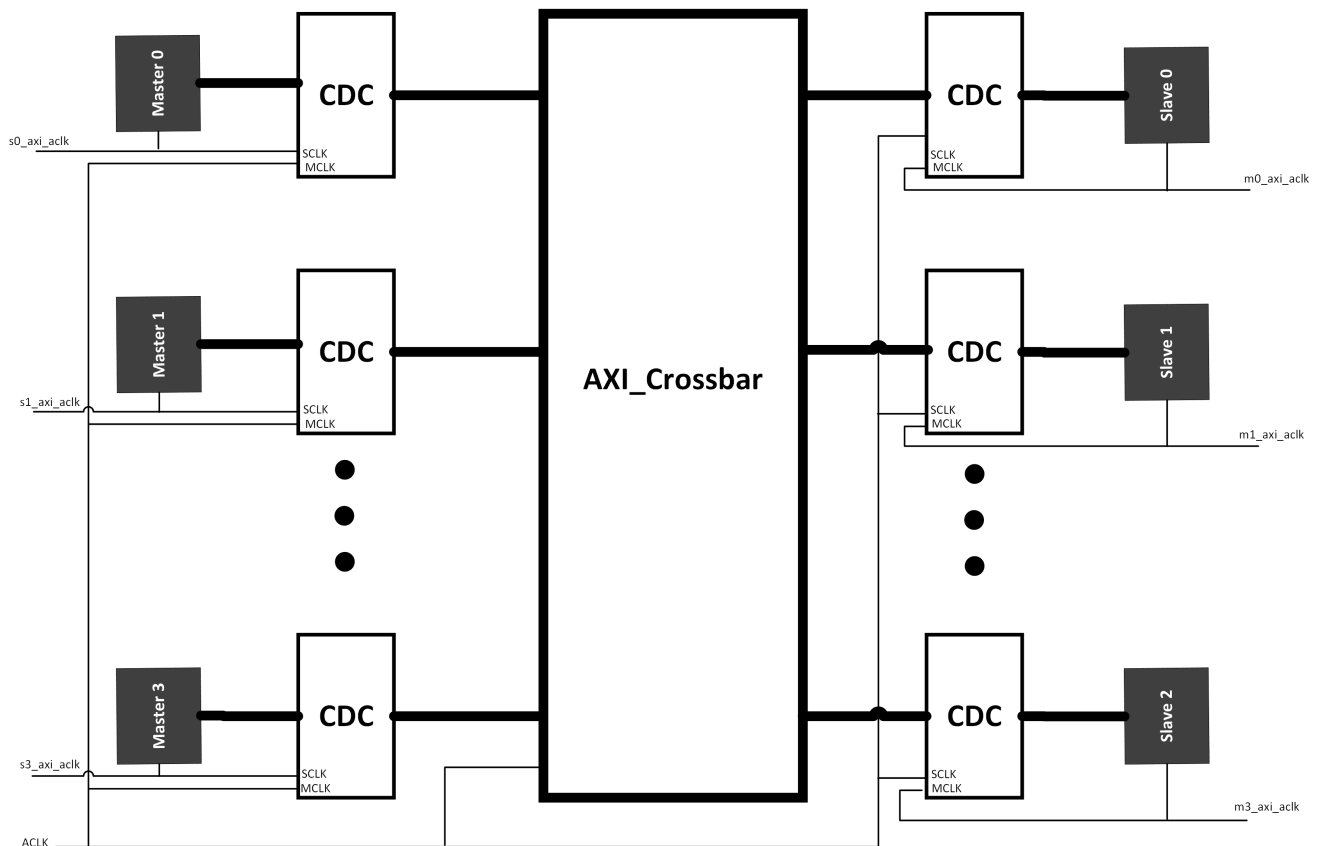 Master 0
CDC
s0_axi_aclk
SCLK
MCLK
CDC
Slave 0
SCLK
MCLK
m0_axi_aclk
Master 1
CDC
s1_axi_aclk
SCLK
MCLK
AXI_Crossbar
CDC
Slave 1
SCLK
MCLK
m1_axi_aclk
Master 3
CDC
s3_axi_aclk
SCLK
MCLK
CDC
Slave 2
SCLK
MCLK
m3_axi_aclk
ACLK